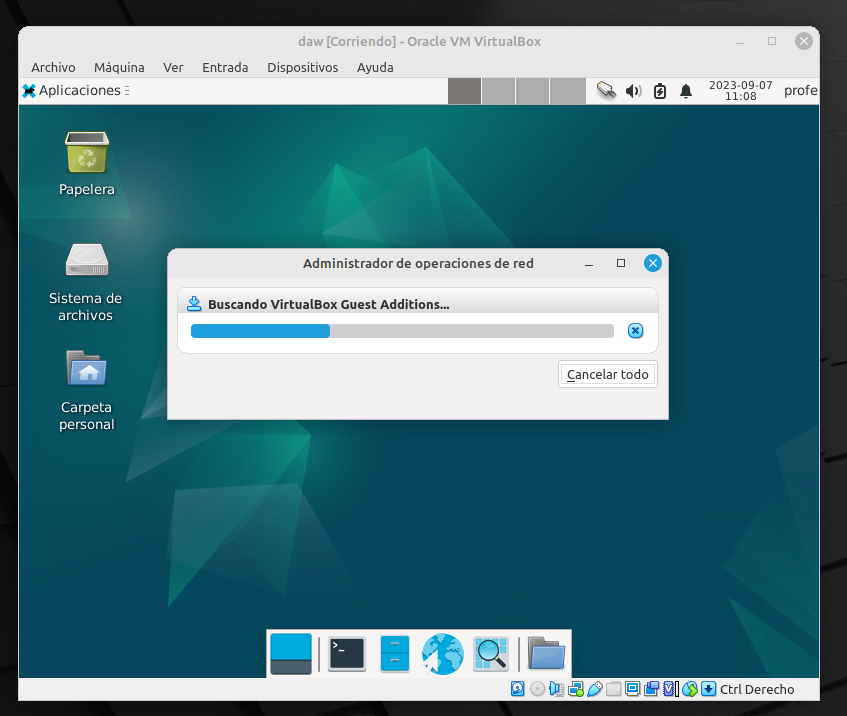 daw [Corriendo] - Oracle VM VirtualBox
Archivo Máquina Ver Entrada Dispositivos Ayuda
Aplicaciones
2023-09-07
11:08
profe
Papelera
Sistema de
archivos
Carpeta
personal
Administrador de operaciones de red
Buscando VirtualBox Guest Additions...
Cancelar todo
Ctrl Derecho